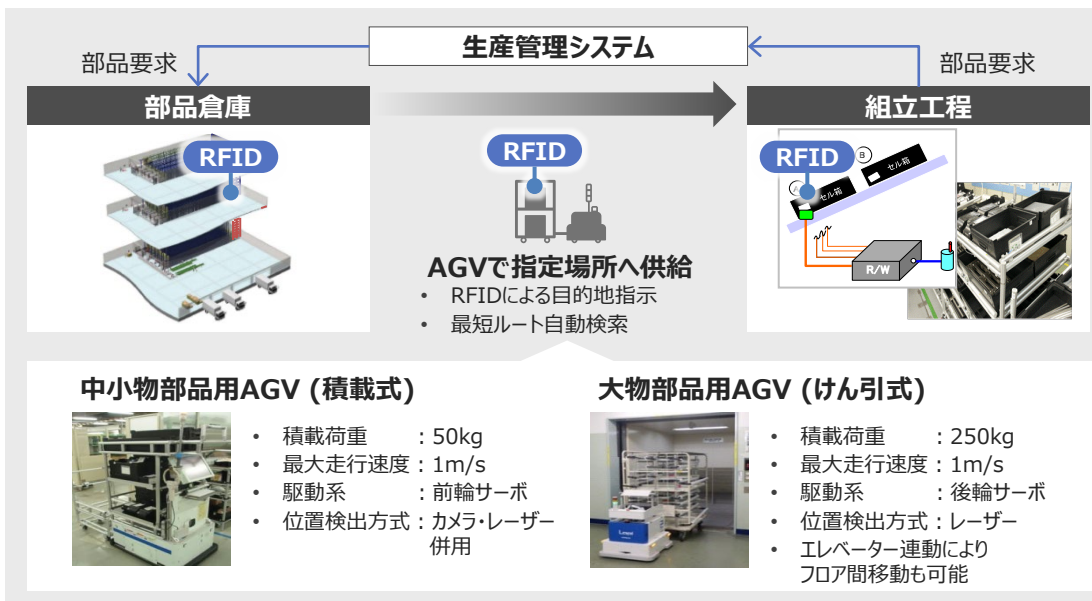 生産管理システム
部品要求
部品要求
部品倉庫
組立工程
RFID
RFID
RFID
A
セル箱
B
セル箱
R/W
AGVで指定場所へ供給
• RFIDによる目的地指示
• 最短ルート自動検索
中小物部品用AGV (積載式)
• 積載荷重 : 50kg
• 最大走行速度 : 1m/s
• 駆動系 : 前輪サーボ
• 位置検出方式 : カメラ・レーザー
併用
大物部品用AGV (けん引式)
• 積載荷重 : 250kg
• 最大走行速度 : 1m/s
• 駆動系 : 後輪サーボ
• 位置検出方式 : レーザー
• エレベーター連動により
フロア間移動も可能